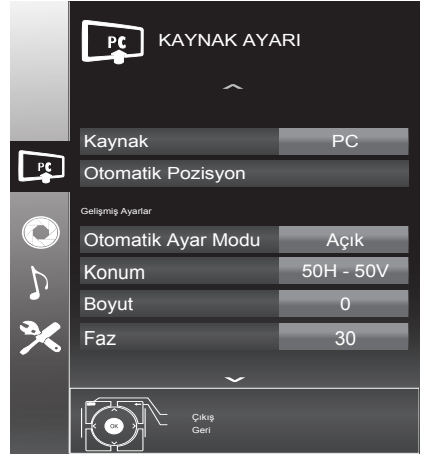 PC KAYNAK AYARI
Kaynak PC
PC
Otomatik Pozisyon
Gelişmiş Ayarlar
Otomatik Ayar Modu Açık
Konum 50H - 50V
Boyut 0
Faz 30
OK
Çıkış
Geri